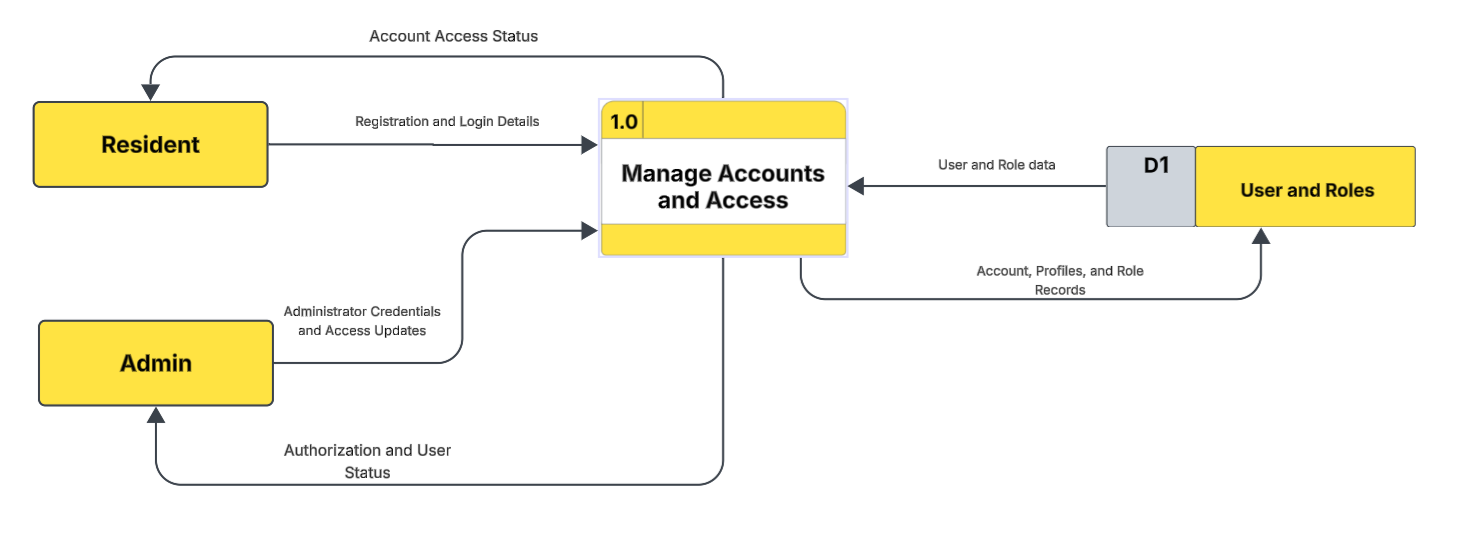 Account Access Status
Resident
Registration and Login Details
1.0
Manage Accounts
and Access
User and Role data
D1
User and Roles
Account, Profiles, and Role
Records
Administrator Credentials
and Access Updates
Admin
Authorization and User
Status